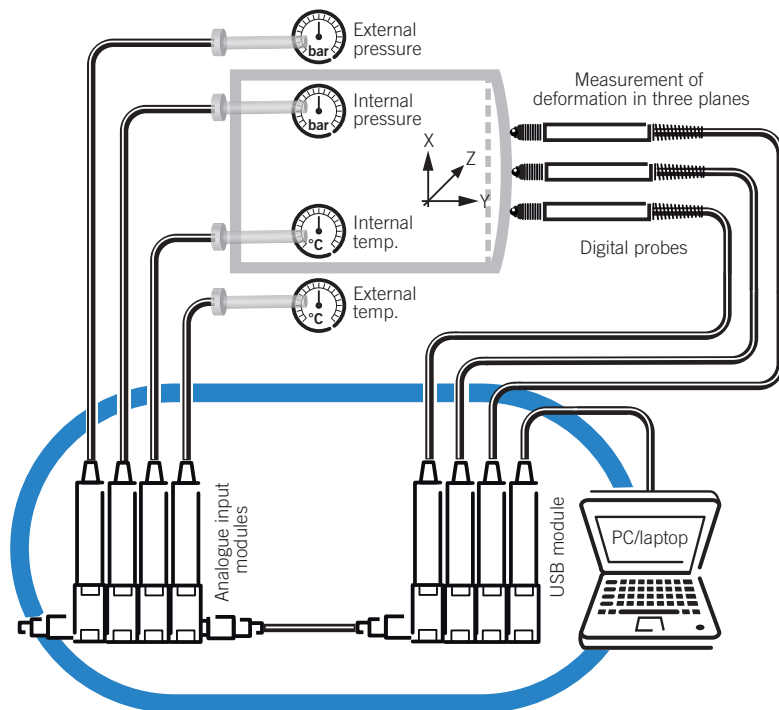 External
pressure
bar
Internal
pressure
bar
Measurement of
deformation in three planes
X
Z
Y
Internal
temp.
°C
Digital probes
External
temp.
°C
Analogue input
modules
USB module
PC/laptop